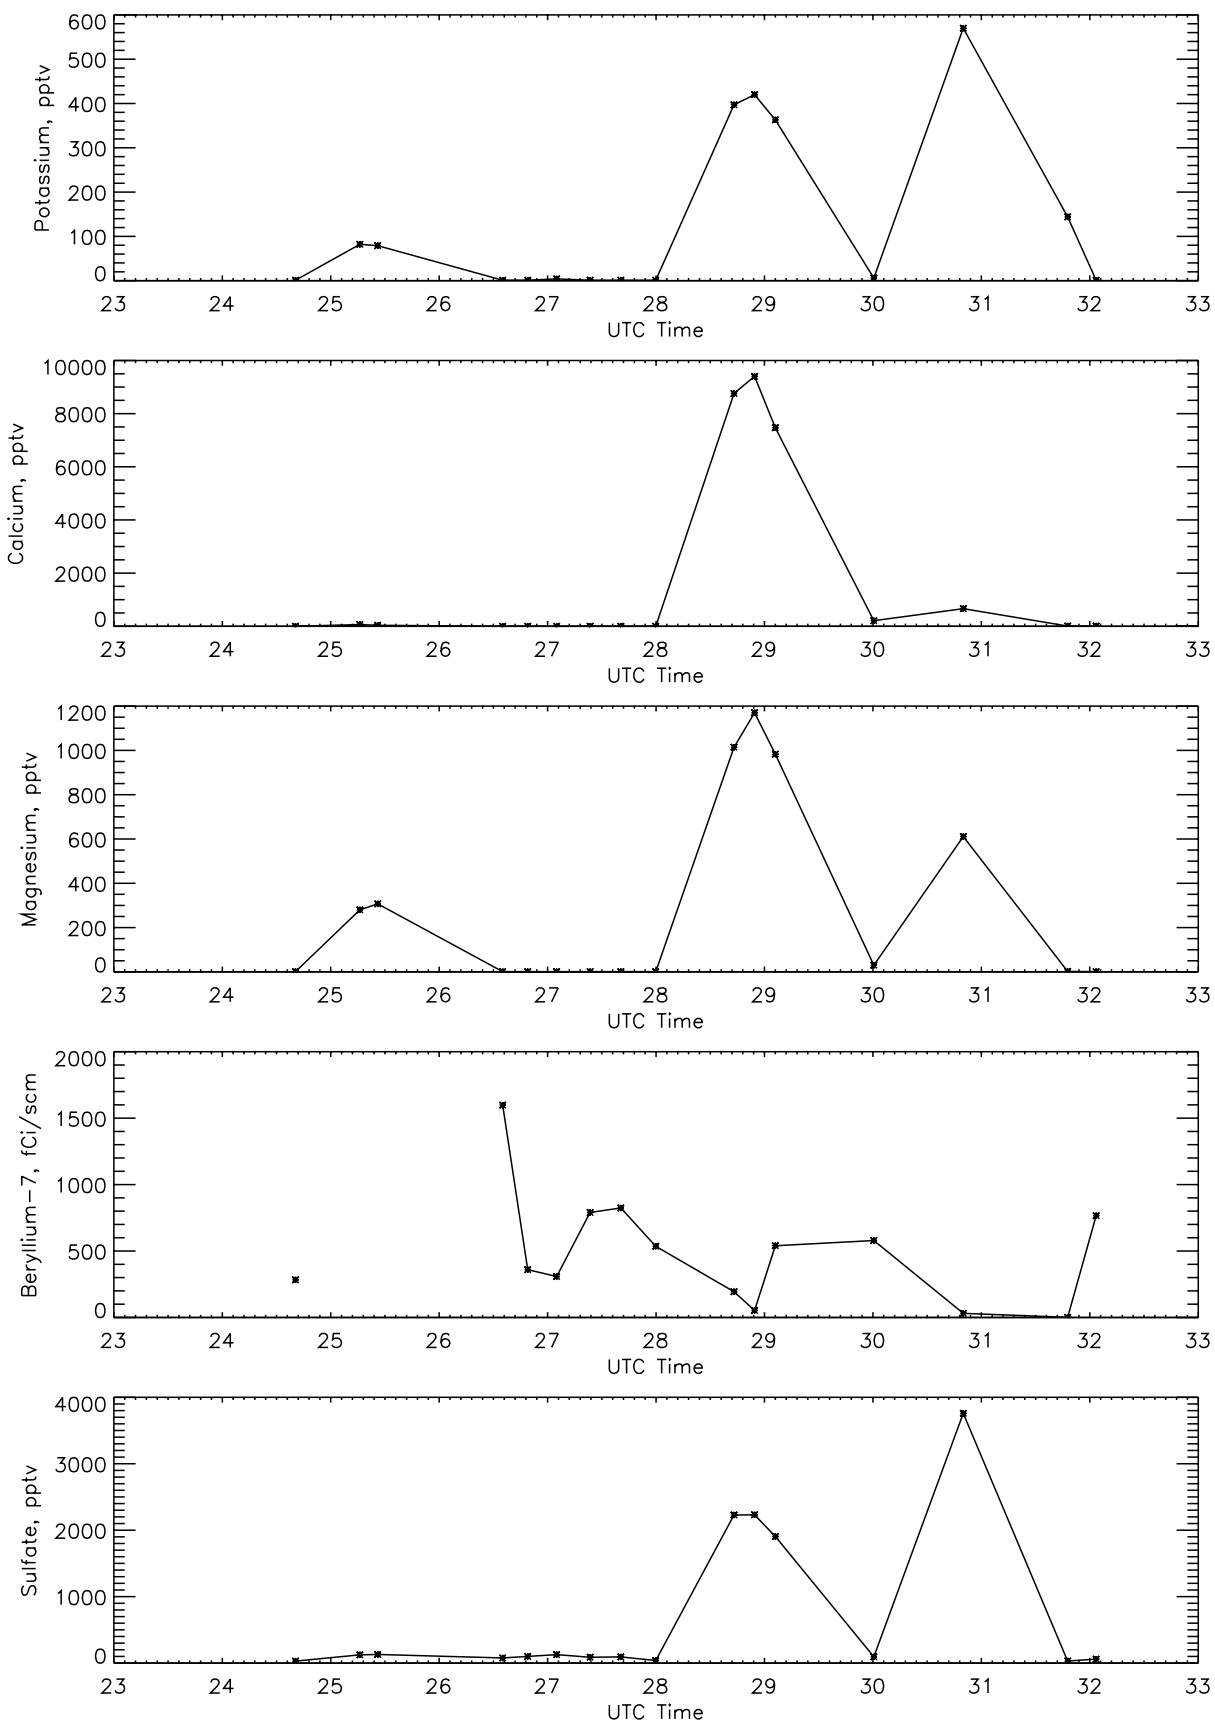 600
500
400
300
200
100
0
Potassium, pptv
23 24 25 26 27 28 29 30 31 32 33
UTC Time
10000
8000
6000
4000
2000
0
Calcium, pptv
23 24 25 26 27 28 29 30 31 32 33
UTC Time
1200
1000
800
600
400
200
0
Magnesium, pptv
23 24 25 26 27 28 29 30 31 32 33
UTC Time
2000
1500
1000
500
0
Beryllium-7, fCi/scm
23 24 25 26 27 28 29 30 31 32 33
UTC Time
4000
3000
2000
1000
0
Sulfate, pptv
23 24 25 26 27 28 29 30 31 32 33
UTC Time